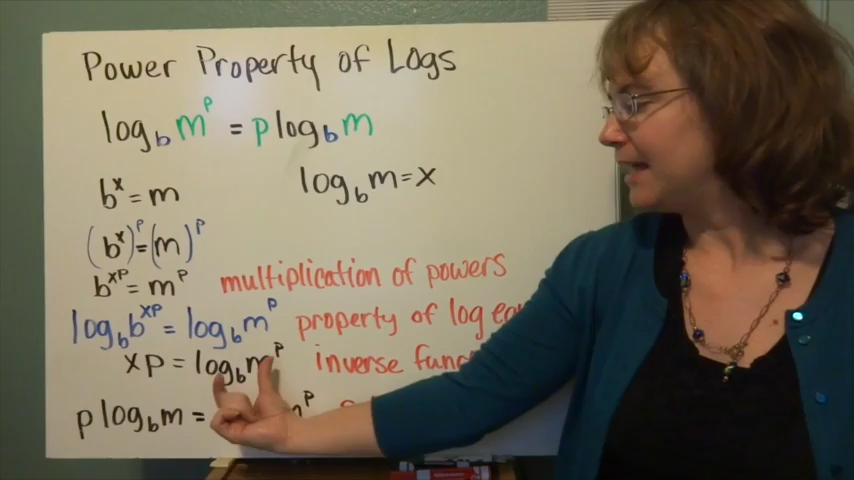 Power Property of Logs
log_b m^p = p log_b m
b^x = m
log_b m = x
(b^x)^p = (m)^p
b^xp = m^p multiplication of powers
log_b b^xp = log_b m^p property of log
xp = log_b m^p inverse
p log_b m = m^p